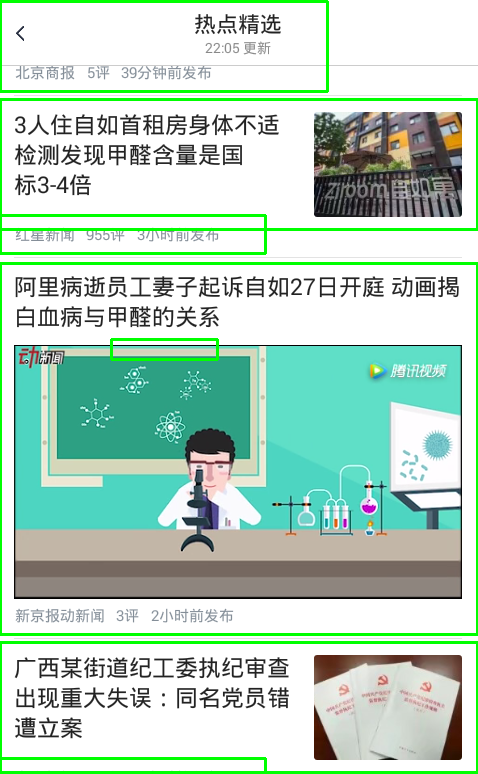 热点精选
22:05 更新
北京商报 5评 39分钟前发布
3人住自如首租房身体不适
检测发现甲醛含量是国
标3-4倍
Ziroom自如寓
红星新闻 955评 3小时前发布
阿里病逝员工妻子起诉自如27日开庭 动画揭
白血病与甲醛的关系
动新闻
腾讯视频
新京报动新闻 3评 2小时前发布
广西某街道纪工委执纪审查
出现重大失误：同名党员错
遭立案